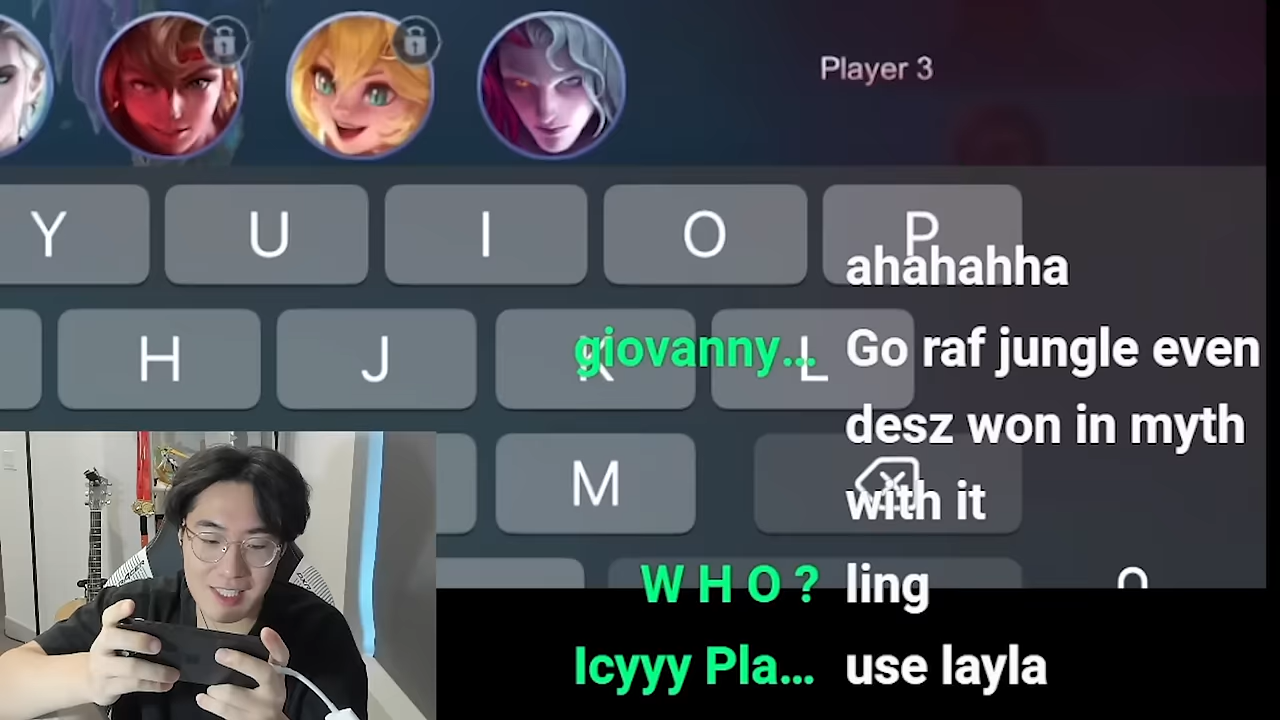 Player 3
Y U I O P
ahahahha
H J K L
giovanny... Go raf jungle even
desz won in myth
M
with it
W H O ? ling
Icyyy Pla... use layla